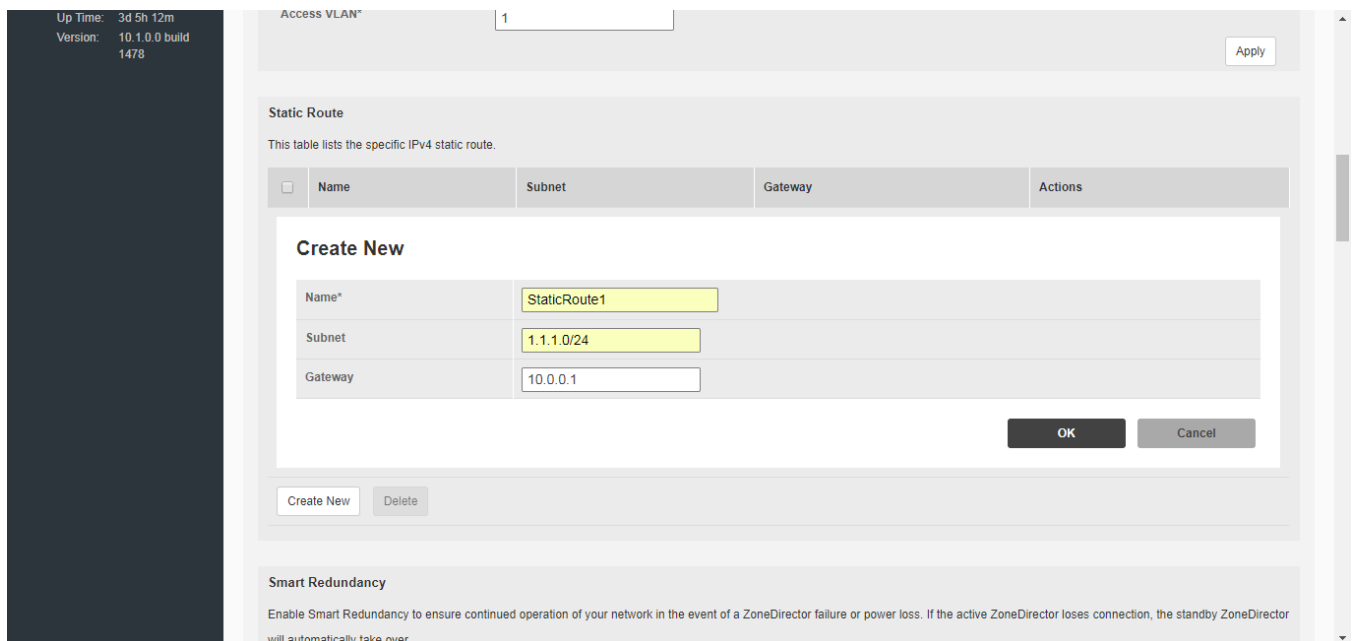 Up Time: 3d 5h 12m
Version: 10.1.0.0 build
1478
Access VLAN*
1
Apply
Static Route
This table lists the specific IPv4 static route.
Name Subnet Gateway Actions
Create New
Name* StaticRoute1
Subnet 1.1.1.0/24
Gateway 10.0.0.1
OK Cancel
Create New Delete
Smart Redundancy
Enable Smart Redundancy to ensure continued operation of your network in the event of a ZoneDirector failure or power loss. If the active ZoneDirector loses connection, the standby ZoneDirector
will automatically take over.